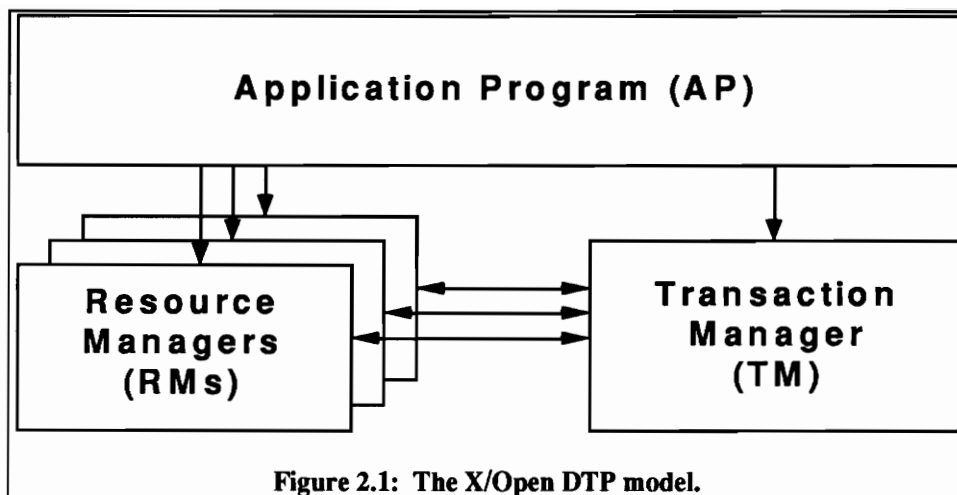 Application Program (AP)
Resource
Managers
(RMs)
Transaction
Manager
(TM)
Figure 2.1: The X/Open DTP model.